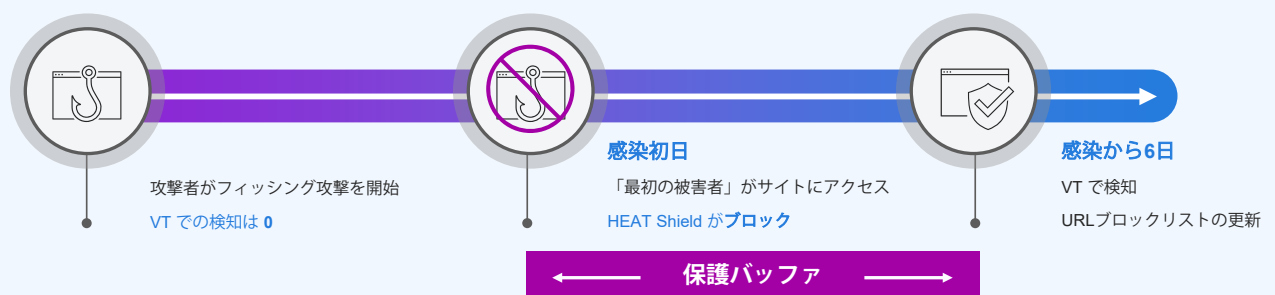 攻撃者がフィッシング攻撃を開始
VT での検知は 0
感染初日
「最初の被害者」がサイトにアクセス
HEAT Shield がブロック
感染から6日
VT で検知
URLブロックリストの更新
保護バッファ